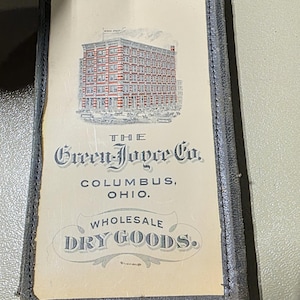 THE
Green-Joyce Co.
COLUMBUS,
OHIO.
WHOLESALE
DRY GOODS.